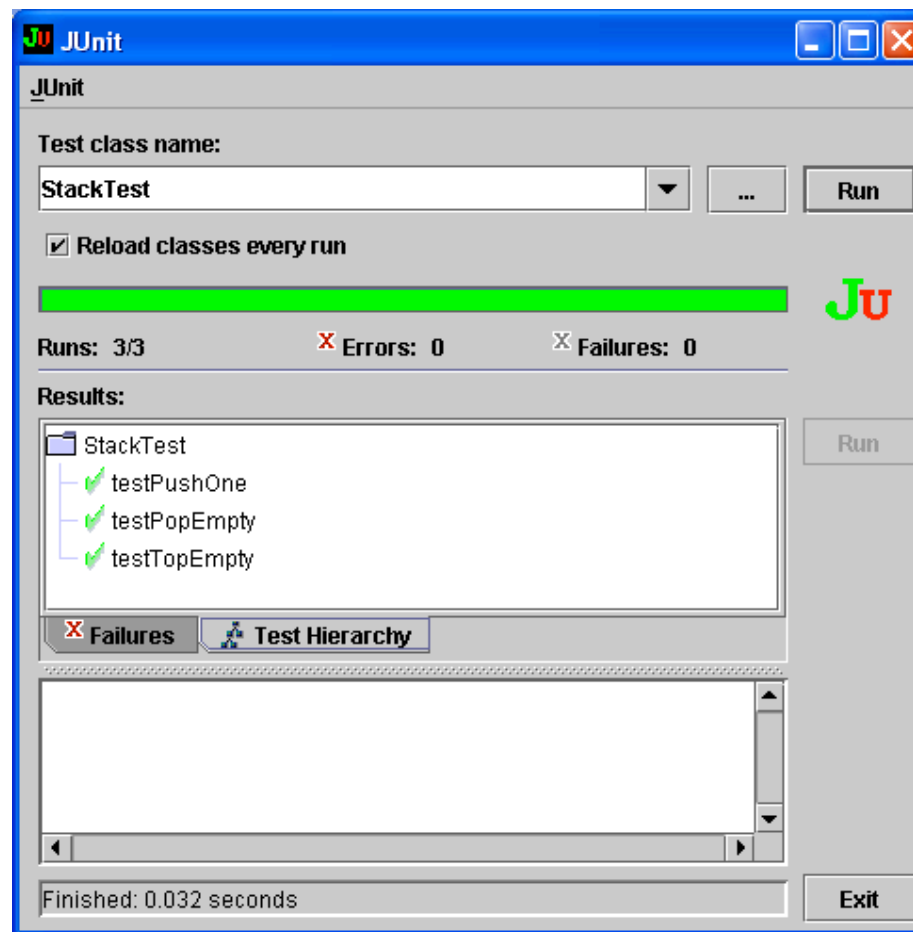 JU JUnit
JUnit
Test class name:
StackTest ... Run
Reload classes every run
JU
Runs: 3/3 X Errors: 0 X Failures: 0
Results:
StackTest Run
testPushOne
testPopEmpty
testTopEmpty
X Failures Test Hierarchy
Finished: 0.032 seconds Exit